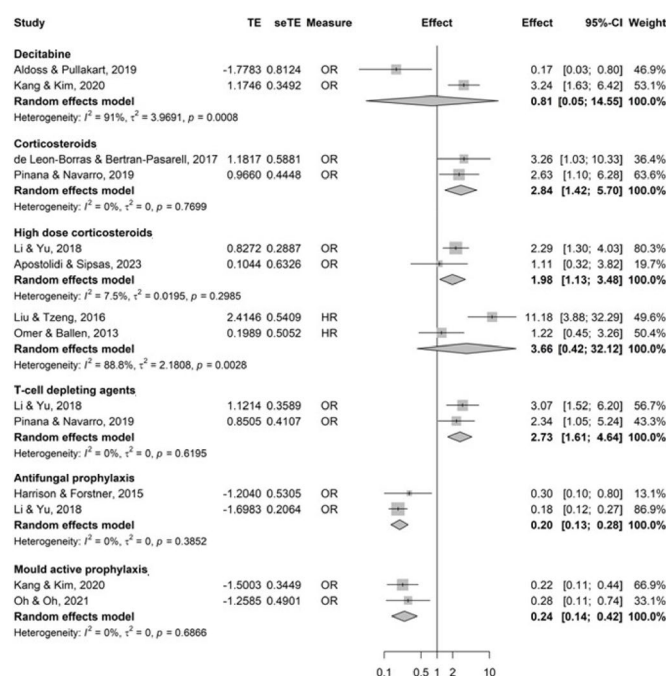 Study TE seTE Measure Effect Effect 95%-CI Weight
Decitabine
Aldoss & Pullakart, 2019 -1.7783 0.8124 OR 0.17 [0.03; 0.80] 46.9%
Kang & Kim, 2020 1.1746 0.3492 OR 3.24 [1.63; 6.42] 53.1%
Random effects model 0.81 [0.05; 14.55] 100.0%
Heterogeneity: I² = 91%, τ² = 3.9691, p = 0.0008
Corticosteroids
de Leon-Borras & Bertran-Pasarell, 2017 1.1817 0.5881 OR 3.26 [1.03; 10.33] 36.4%
Pinana & Navarro, 2019 0.9660 0.4448 OR 2.63 [1.10; 6.28] 63.6%
Random effects model 2.84 [1.42; 5.70] 100.0%
Heterogeneity: I² = 0%, τ² = 0, p = 0.7699
High dose corticosteroids
Li & Yu, 2018 0.8272 0.2887 OR 2.29 [1.30; 4.03] 80.3%
Apostolidi & Sipsas, 2023 0.1044 0.6326 OR 1.11 [0.32; 3.82] 19.7%
Random effects model 1.98 [1.13; 3.48] 100.0%
Heterogeneity: I² = 7.5%, τ² = 0.0195, p = 0.2985
Liu & Tzeng, 2016 2.4146 0.5409 HR 11.18 [3.88; 32.29] 49.6%
Omer & Ballen, 2013 0.1989 0.5052 HR 1.22 [0.45; 3.26] 50.4%
Random effects model 3.66 [0.42; 32.12] 100.0%
Heterogeneity: I² = 88.8%, τ² = 2.1808, p = 0.0028
T-cell depleting agents
Li & Yu, 2018 1.1214 0.3589 OR 3.07 [1.52; 6.20] 56.7%
Pinana & Navarro, 2019 0.8505 0.4107 OR 2.34 [1.05; 5.24] 43.3%
Random effects model 2.73 [1.61; 4.64] 100.0%
Heterogeneity: I² = 0%, τ² = 0, p = 0.6195
Antifungal prophylaxis
Harrison & Forstner, 2015 -1.2040 0.5305 OR 0.30 [0.10; 0.80] 13.1%
Li & Yu, 2018 -1.6983 0.2064 OR 0.18 [0.12; 0.27] 86.9%
Random effects model 0.20 [0.13; 0.28] 100.0%
Heterogeneity: I² = 0%, τ² = 0, p = 0.3852
Mould active prophylaxis
Kang & Kim, 2020 -1.5003 0.3449 OR 0.22 [0.11; 0.44] 66.9%
Oh & Oh, 2021 -1.2585 0.4901 OR 0.28 [0.11; 0.74] 33.1%
Random effects model 0.24 [0.14; 0.42] 100.0%
Heterogeneity: I² = 0%, τ² = 0, p = 0.6866
0.1 0.5 1 2 10